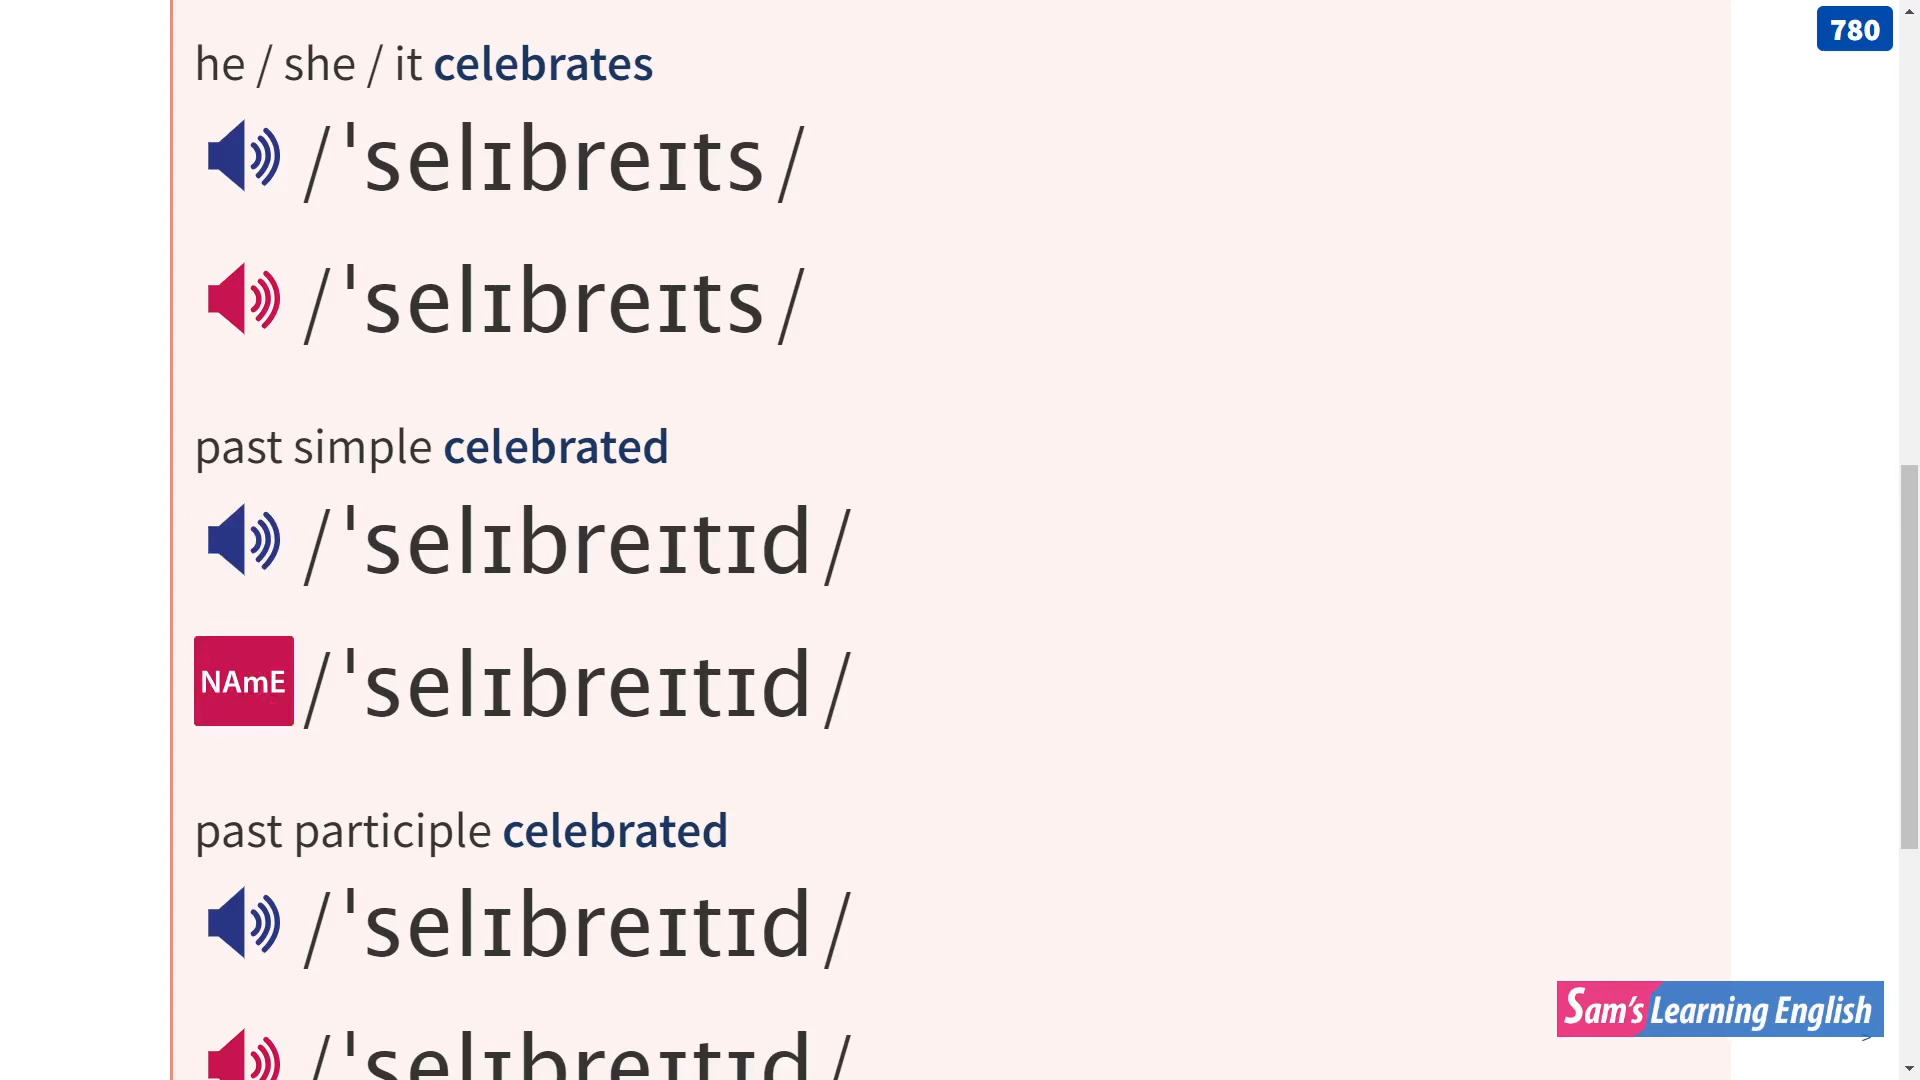 780
he / she / it celebrates
/ˈselɪbreɪts/
/ˈselɪbreɪts/
past simple celebrated
/ˈselɪbreɪtɪd/
NAmE /ˈselɪbreɪtɪd/
past participle celebrated
/ˈselɪbreɪtɪd/
Sam's Learning English
>
/ˈselɪbreɪtɪd/